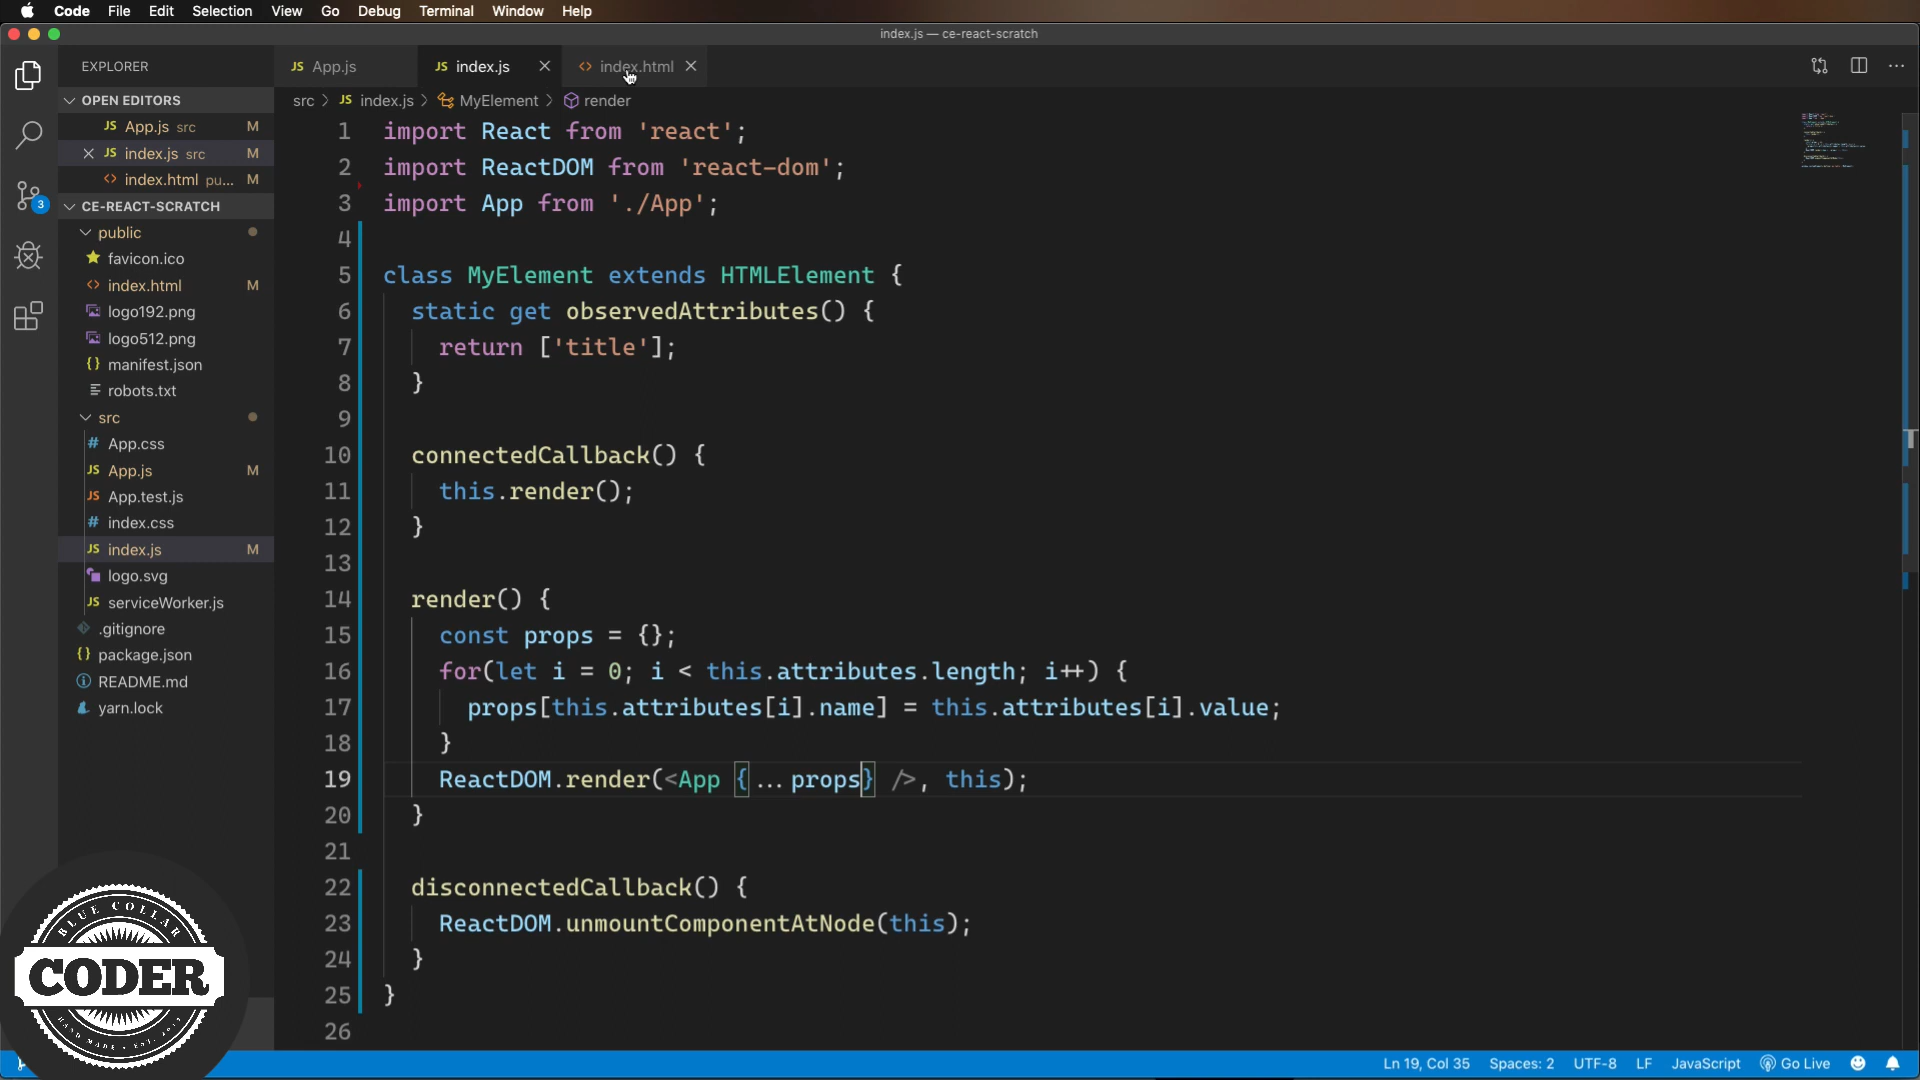 Code File Edit Selection View Go Debug Terminal Window Help
index.js — ce-react-scratch
EXPLORER
OPEN EDITORS
JS App.js src M
JS index.js src M
<> index.html pu... M
3
CE-REACT-SCRATCH
public
favicon.ico
<> index.html M
logo192.png
logo512.png
{} manifest.json
robots.txt
src
# App.css
JS App.js M
JS App.test.js
# index.css
JS index.js M
logo.svg
JS serviceWorker.js
.gitignore
{} package.json
README.md
yarn.lock
JS App.js JS index.js <> index.html
src > JS index.js > MyElement > render
1 import React from 'react';
2 import ReactDOM from 'react-dom';
3 import App from './App';
4
5 class MyElement extends HTMLElement {
6 static get observedAttributes() {
7 return ['title'];
8 }
9
10 connectedCallback() {
11 this.render();
12 }
13
14 render() {
15 const props = {};
16 for(let i = 0; i < this.attributes.length; i++) {
17 props[this.attributes[i].name] = this.attributes[i].value;
18 }
19 ReactDOM.render(<App {...props} />, this);
20 }
21
22 disconnectedCallback() {
23 ReactDOM.unmountComponentAtNode(this);
24 }
25 }
26
BLUE COLLAR
CODER
HAND MADE • EST.
Ln 19, Col 35 Spaces: 2 UTF-8 LF JavaScript Go Live